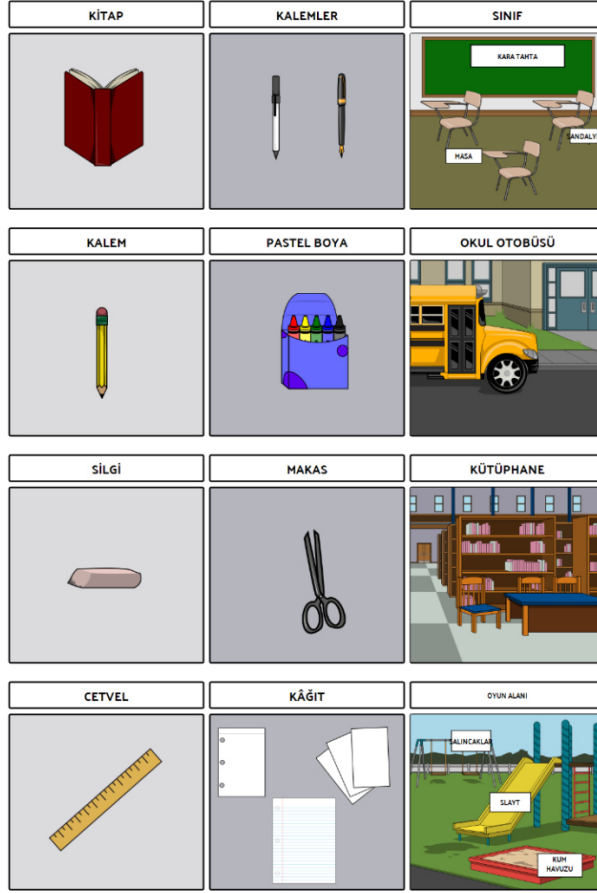 KİTAP
KALEMLER
SINIF
KARA TAHTA
MASA
KALEM
PASTEL BOYA
OKUL OTOBÜSÜ
SİLGİ
MAKAS
KÜTÜPHANE
CETVEL
KÂĞIT
OYUN ALANI
SALINCAKLAR
SLAYT
KUM
HAVUZU